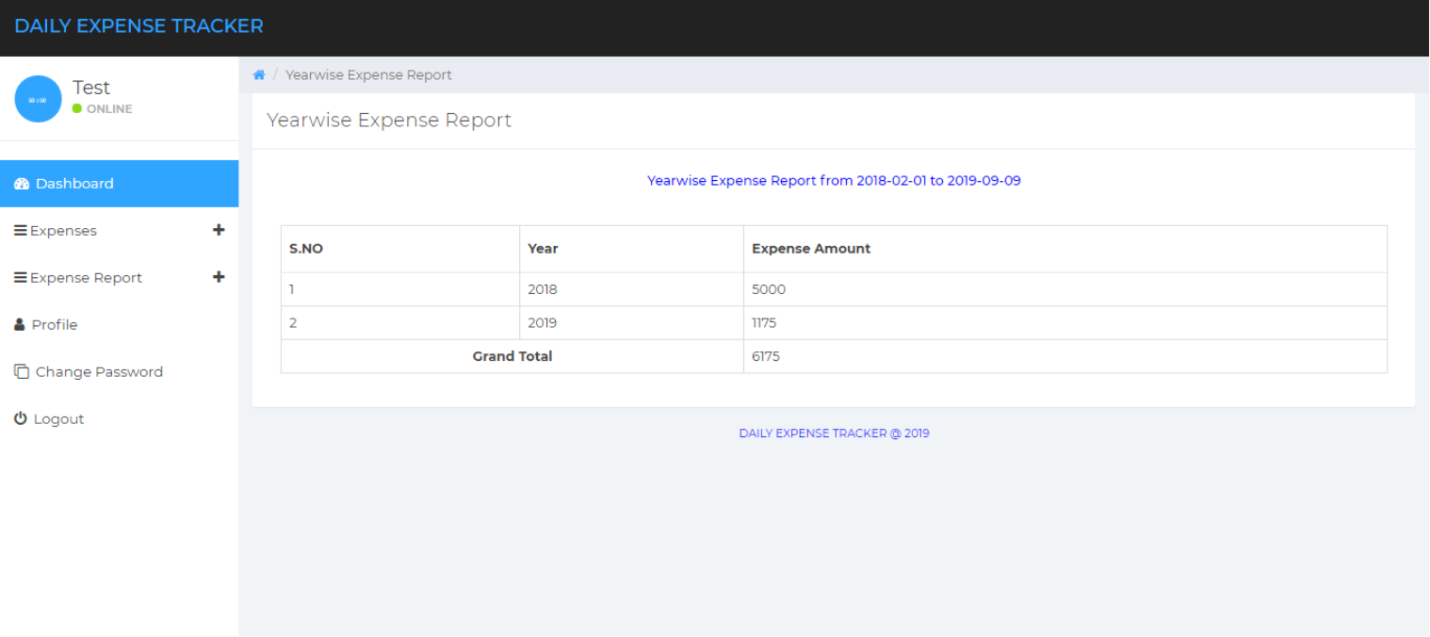 DAILY EXPENSE TRACKER
Test
ONLINE
Dashboard
Expenses
Expense Report
Profile
Change Password
Logout
/ Yearwise Expense Report
Yearwise Expense Report
Yearwise Expense Report from 2018-02-01 to 2019-09-09
S.NO Year Expense Amount
1 2018 5000
2 2019 1175
Grand Total 6175
DAILY EXPENSE TRACKER @ 2019